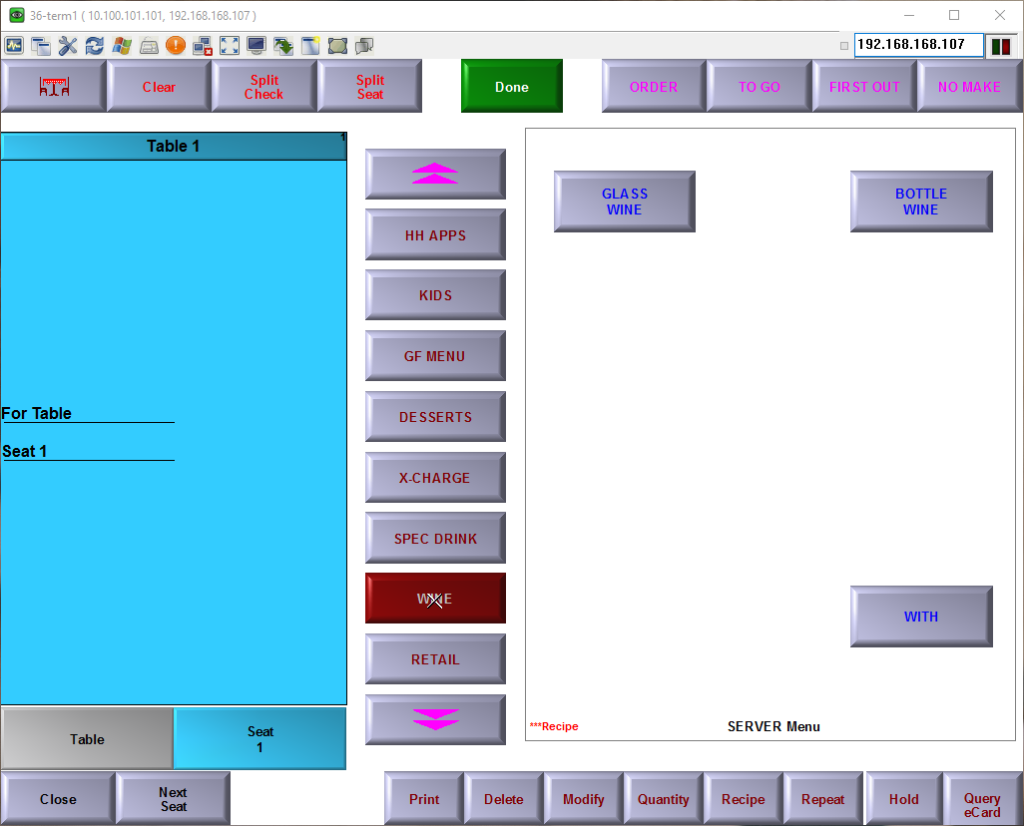 36-term1 ( 10.100.101.101, 192.168.168.107 )
192.168.168.107
Clear
Split
Check
Split
Seat
Done
ORDER
TO GO
FIRST OUT
NO MAKE
Table 1
1
For Table
Seat 1
HH APPS
KIDS
GF MENU
DESSERTS
X-CHARGE
SPEC DRINK
WINE
RETAIL
GLASS
WINE
BOTTLE
WINE
WITH
***Recipe
SERVER Menu
Table
Seat
1
Close
Next
Seat
Print
Delete
Modify
Quantity
Recipe
Repeat
Hold
Query
eCard